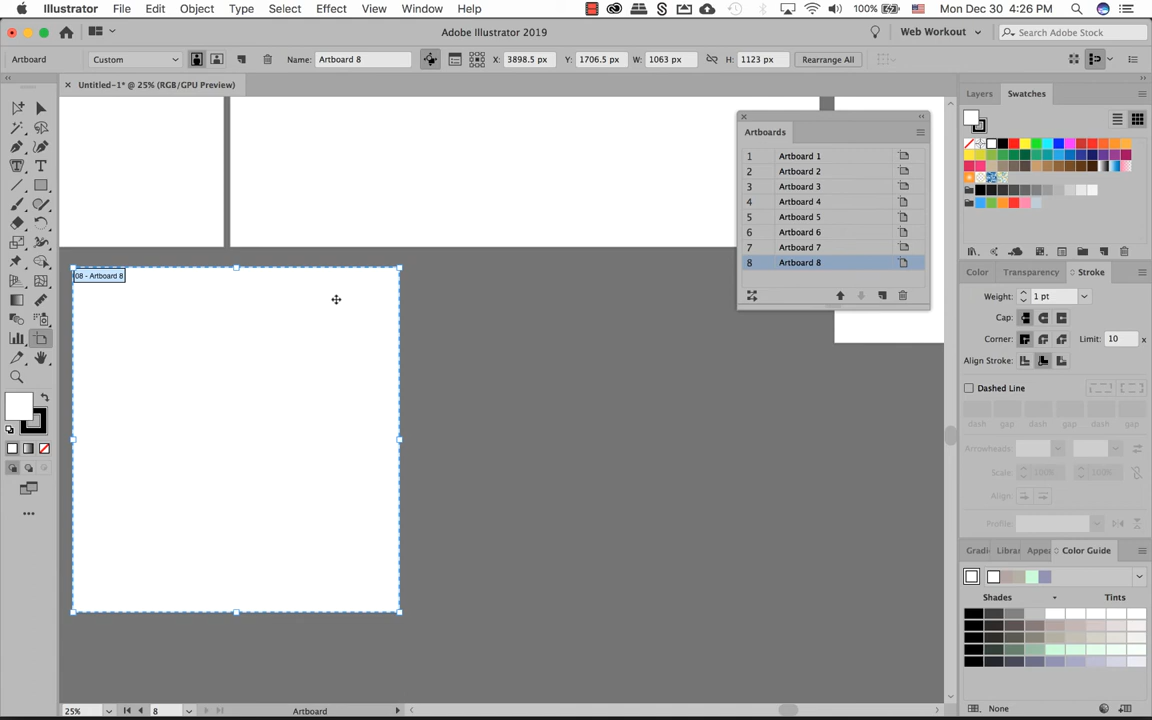 Illustrator File Edit Object Type Select Effect View Window Help 100% Mon Dec 30 4:26 PM
Adobe Illustrator 2019
Web Workout
Search Adobe Stock
Artboard Custom Name: Artboard 8 X: 3898.5 px Y: 1706.5 px W: 1063 px H: 1123 px Rearrange All
Untitled-1* @ 25% (RGB/GPU Preview)
Layers Swatches
Artboards
1 Artboard 1
2 Artboard 2
3 Artboard 3
4 Artboard 4
5 Artboard 5
6 Artboard 6
7 Artboard 7
8 Artboard 8
08 - Artboard 8
Color Transparency Stroke
Weight: 1 pt
Cap:
Corner: Limit: 10 x
Align Stroke:
Dashed Line
dash gap dash gap dash gap
Arrowheads:
Scale: 100% 100%
Align:
Profile:
Gradi Librar Appea Color Guide
Shades Tints
None
25% 8 Artboard